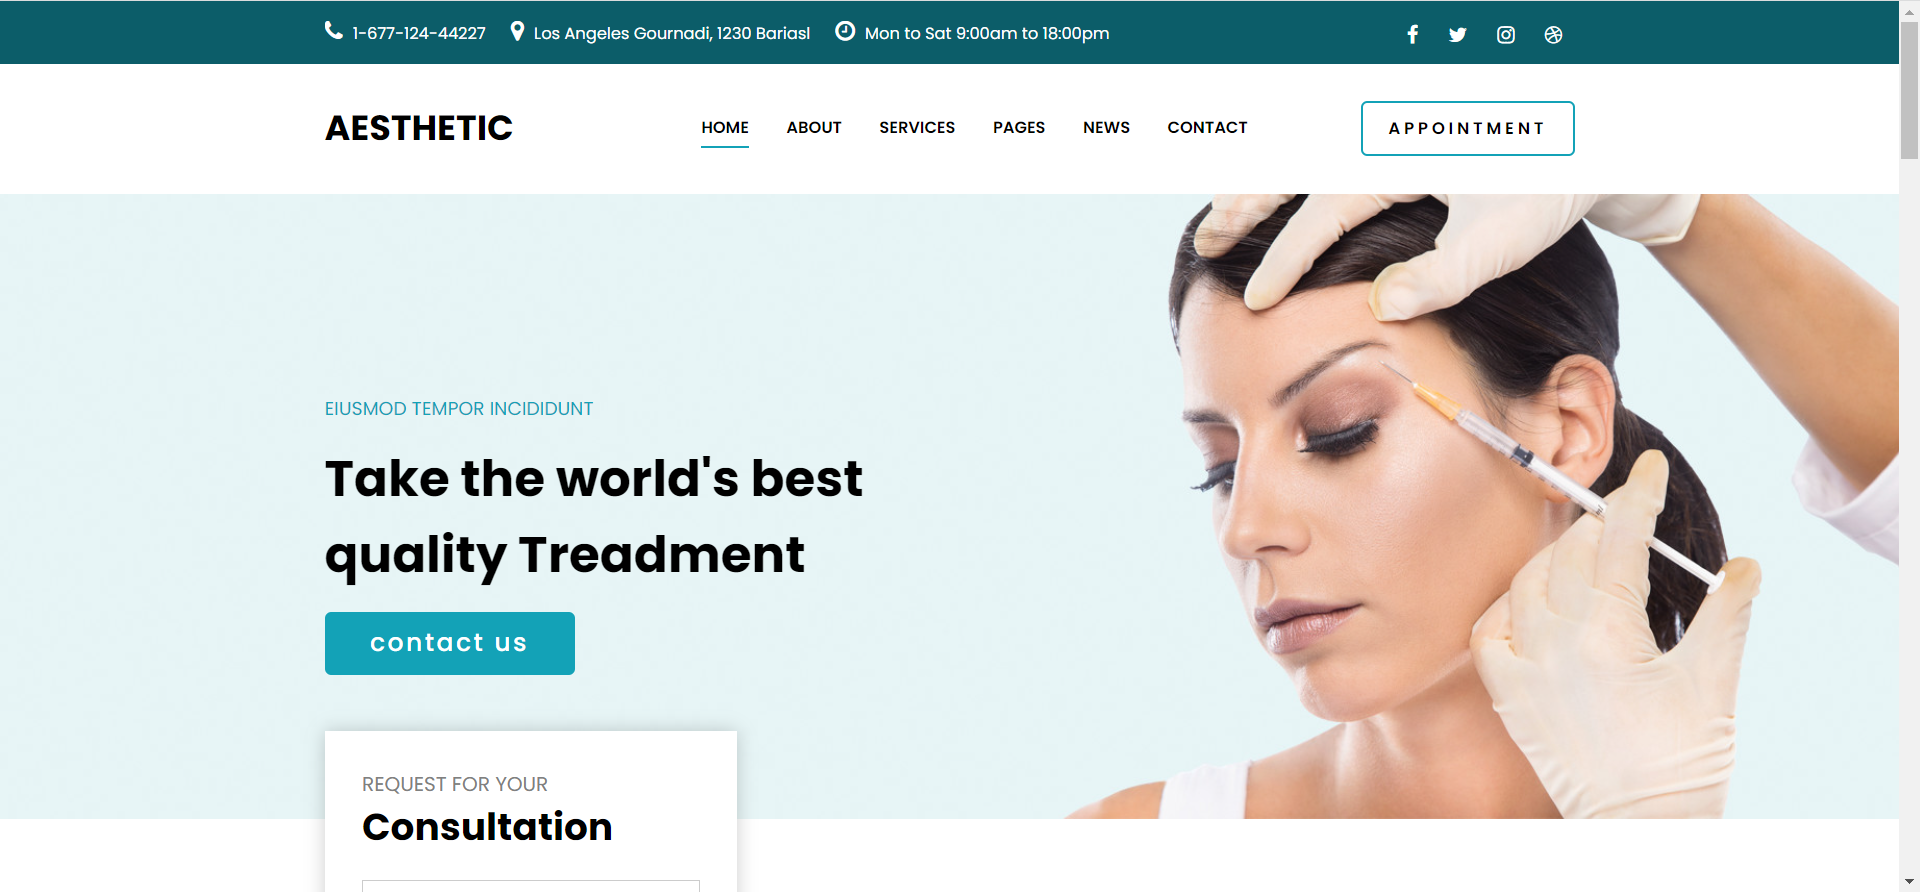 1-677-124-44227 Los Angeles Gournadi, 1230 Bariasl Mon to Sat 9:00am to 18:00pm
AESTHETIC HOME ABOUT SERVICES PAGES NEWS CONTACT APPOINTMENT
EIUSMOD TEMPOR INCIDIDUNT
Take the world's best
quality Treadment
contact us
REQUEST FOR YOUR
Consultation